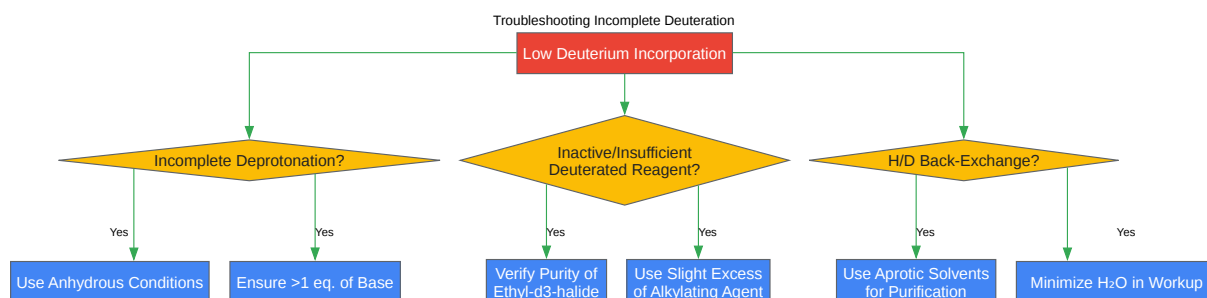 Troubleshooting Incomplete Deuteration
Low Deuterium Incorporation
Incomplete Deprotonation?
Inactive/Insufficient
Deuterated Reagent?
H/D Back-Exchange?
Yes
Yes
Yes
Yes
Yes
Yes
Use Anhydrous Conditions
Ensure >1 eq. of Base
Verify Purity of
Ethyl-d3-halide
Use Slight Excess
of Alkylating Agent
Use Aprotic Solvents
for Purification
Minimize H₂O in Workup